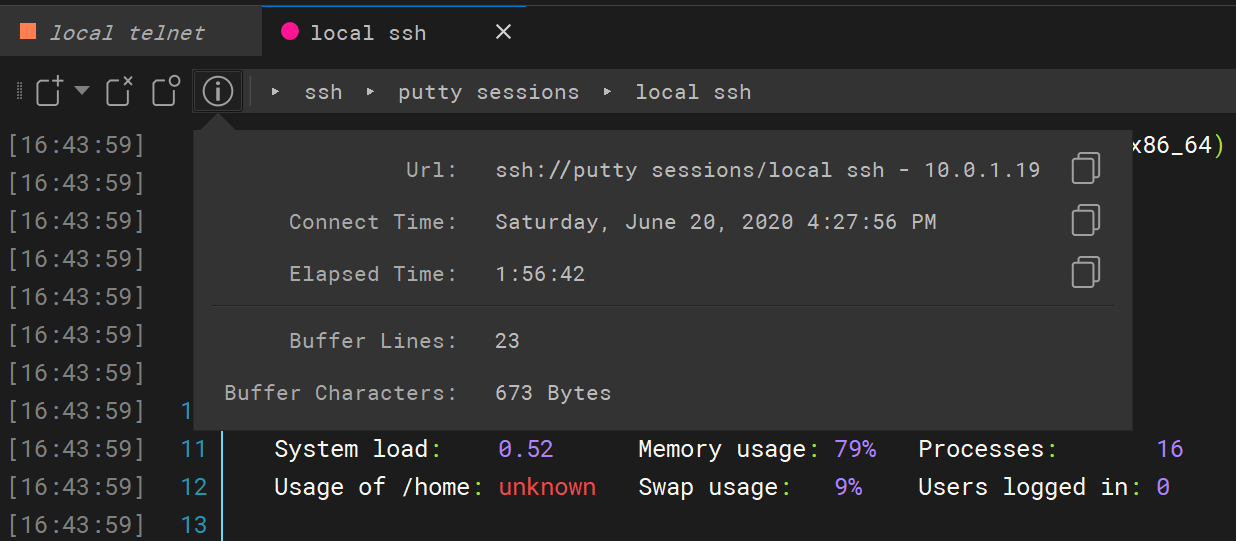 local telnet
local ssh
ssh putty sessions local ssh
[16:43:59] x86_64)
[16:43:59]
[16:43:59]
[16:43:59]
[16:43:59]
[16:43:59]
[16:43:59]
[16:43:59] 1
Url: ssh://putty sessions/local ssh - 10.0.1.19
Connect Time: Saturday, June 20, 2020 4:27:56 PM
Elapsed Time: 1:56:42
Buffer Lines: 23
Buffer Characters: 673 Bytes
[16:43:59] 11 System load: 0.52 Memory usage: 79% Processes: 16
[16:43:59] 12 Usage of /home: unknown Swap usage: 9% Users logged in: 0
[16:43:59] 13